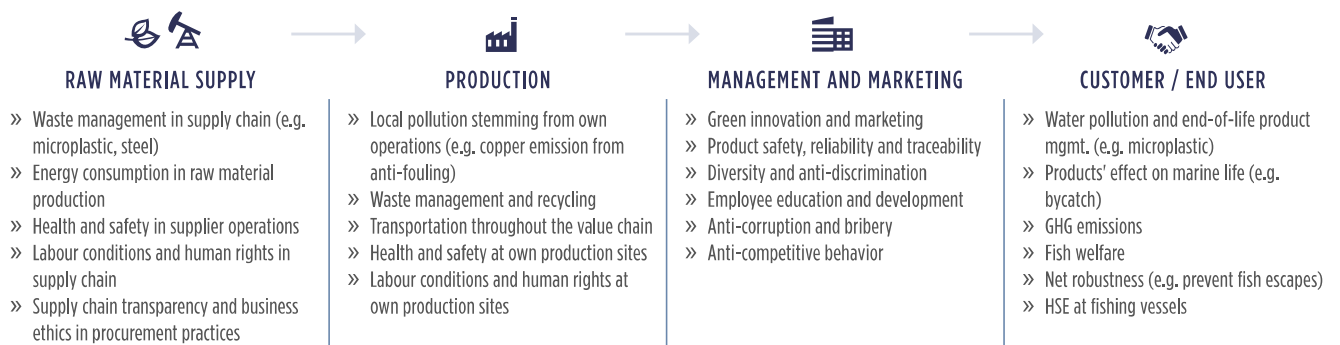 RAW MATERIAL SUPPLY
» Waste management in supply chain (e.g.
microplastic, steel)
» Energy consumption in raw material
production
» Health and safety in supplier operations
» Labour conditions and human rights in
supply chain
» Supply chain transparency and business
ethics in procurement practices
PRODUCTION
» Local pollution stemming from own
operations (e.g. copper emission from
anti-fouling)
» Waste management and recycling
» Transportation throughout the value chain
» Health and safety at own production sites
» Labour conditions and human rights at
own production sites
MANAGEMENT AND MARKETING
» Green innovation and marketing
» Product safety, reliability and traceability
» Diversity and anti-discrimination
» Employee education and development
» Anti-corruption and bribery
» Anti-competitive behavior
CUSTOMER / END USER
» Water pollution and end-of-life product
mgmt. (e.g. microplastic)
» Products' effect on marine life (e.g.
bycatch)
» GHG emissions
» Fish welfare
» Net robustness (e.g. prevent fish escapes)
» HSE at fishing vessels